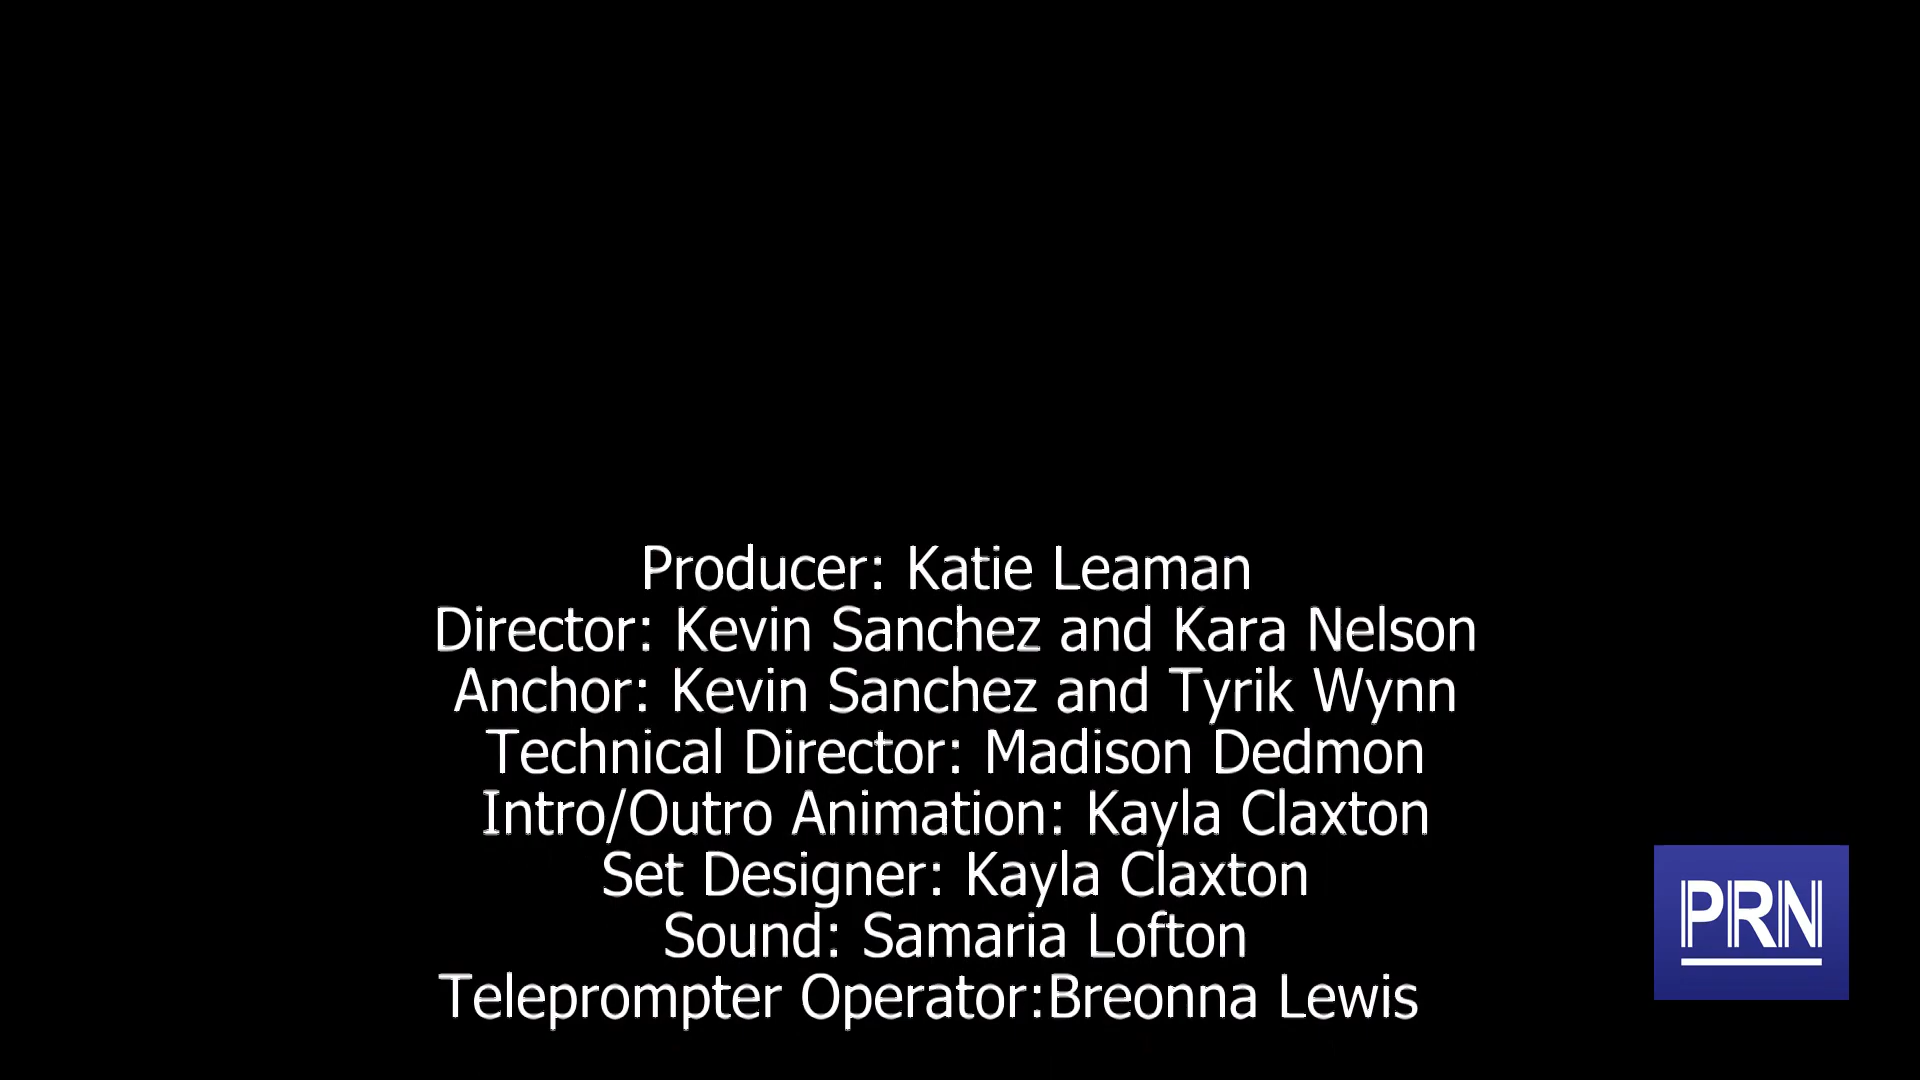 Producer: Katie Leaman
Director: Kevin Sanchez and Kara Nelson
Anchor: Kevin Sanchez and Tyrik Wynn
Technical Director: Madison Dedmon
Intro/Outro Animation: Kayla Claxton
Set Designer: Kayla Claxton
Sound: Samaria Lofton
Teleprompter Operator:Breonna Lewis
PRN